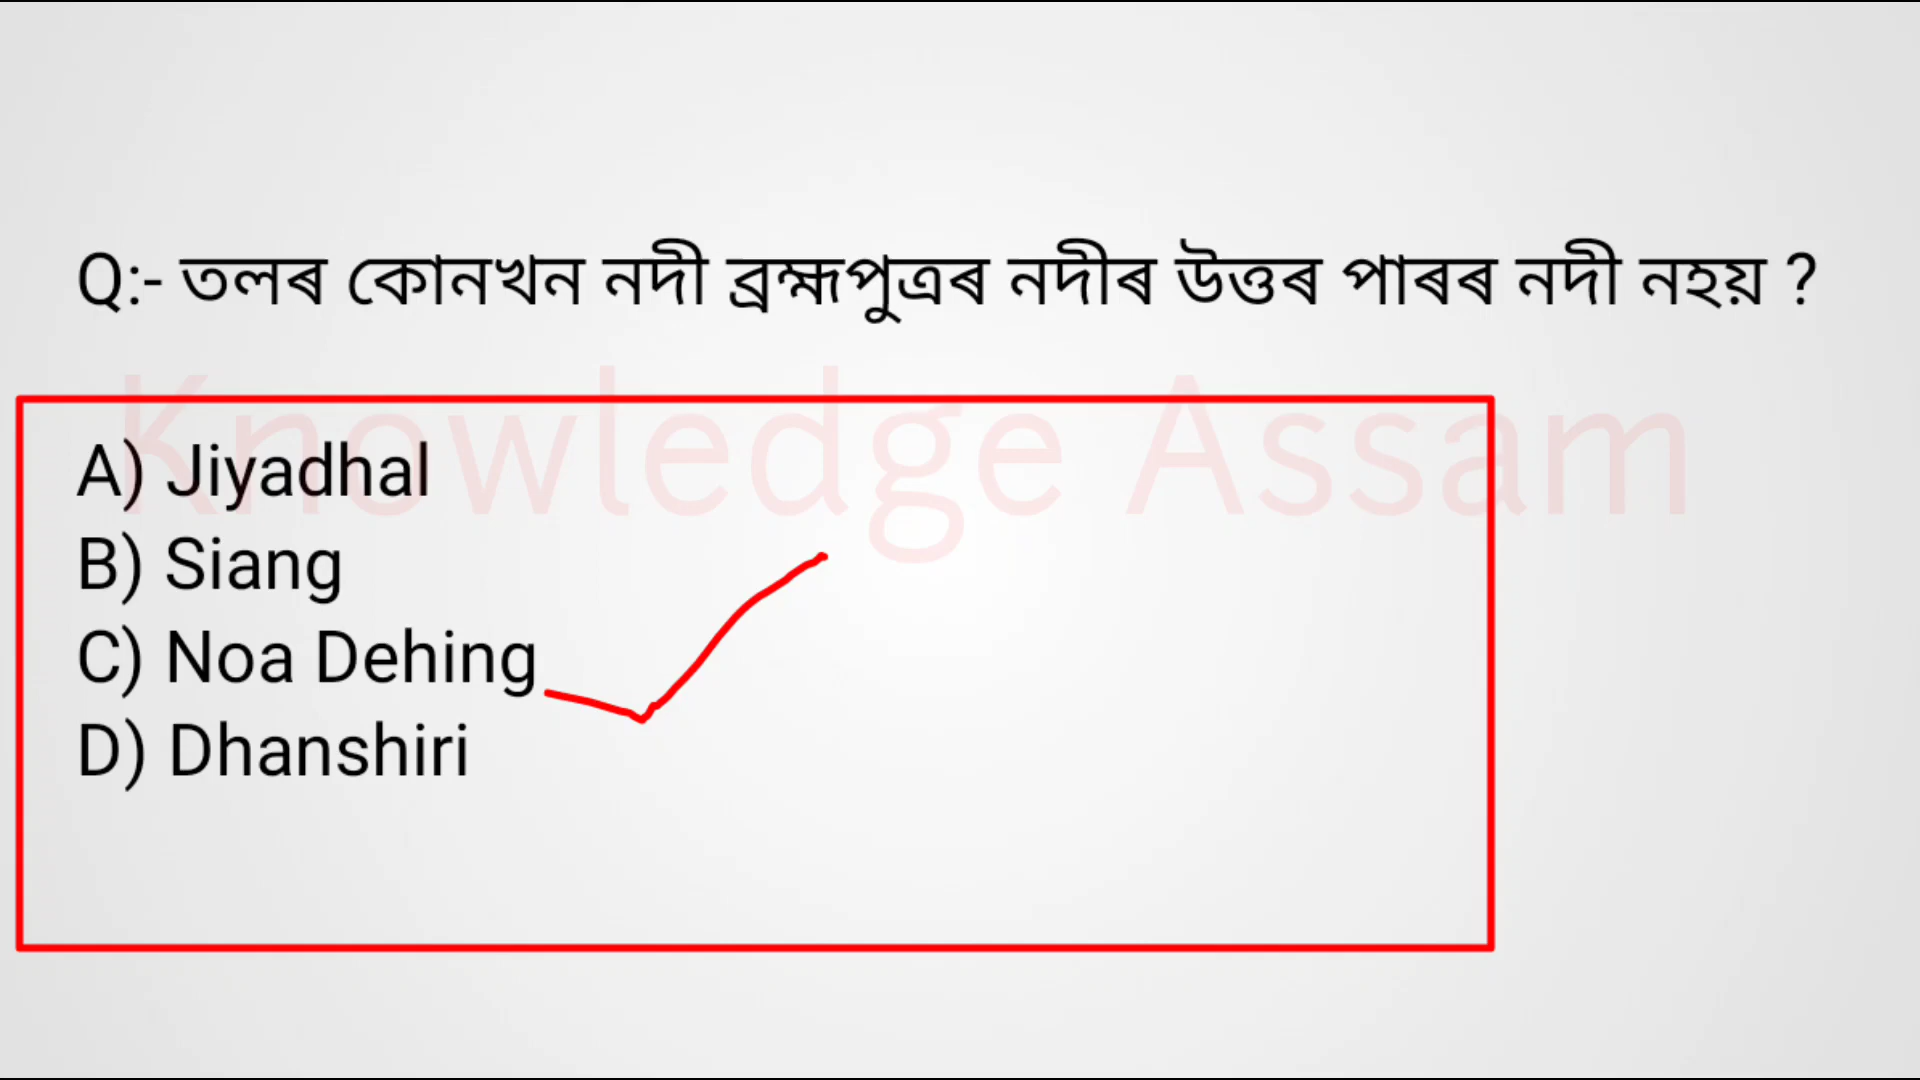 Q:- তলৰ কোনখন নদী ব্ৰহ্মপুত্ৰৰ নদীৰ উত্তৰ পাৰৰ নদী নহয় ?
Knowledge Assam
A) Jiyadhal
B) Siang
C) Noa Dehing
D) Dhanshiri